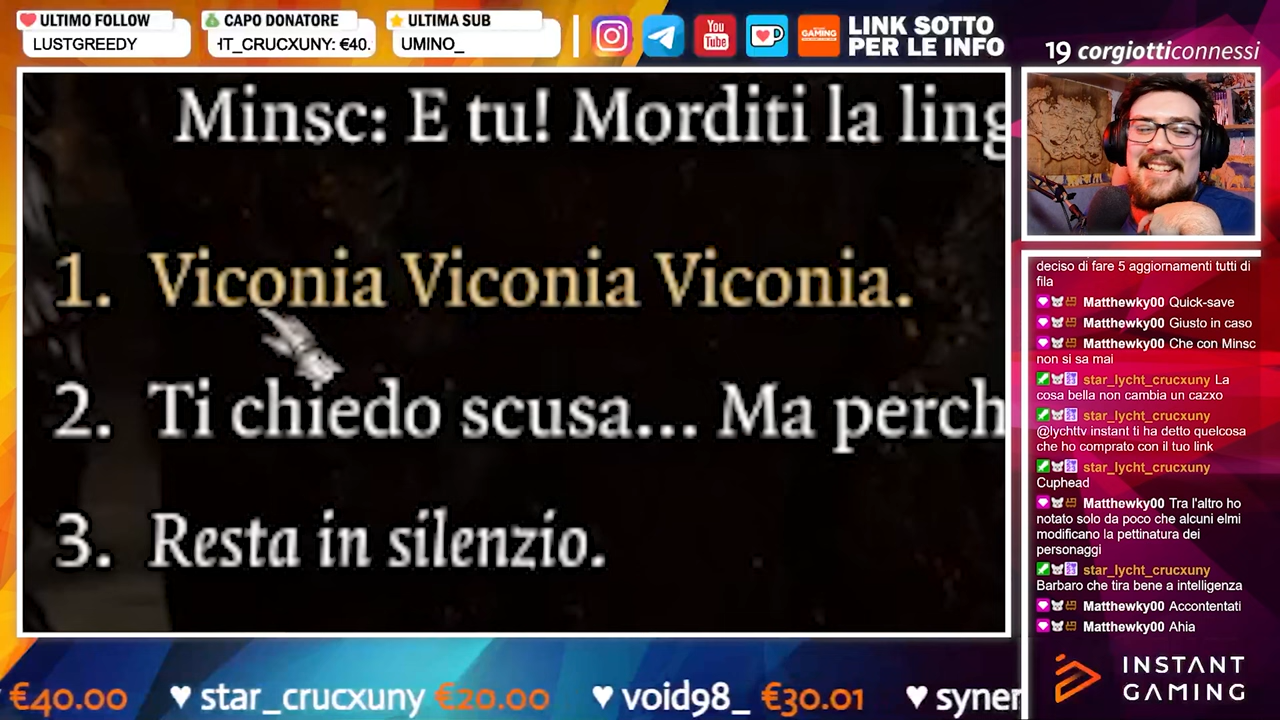 ULTIMO FOLLOW
LUSTGREEDY
CAPO DONATORE
HT_CRUCXUNY: €40.
ULTIMA SUB
UMINO_
You
Tube
INSTANT
GAMING
LINK SOTTO
PER LE INFO
19 corgiotticonnessi
Minsc: E tu! Morditi la ling
1. Viconia Viconia Viconia.
2. Ti chiedo scusa... Ma perch
3. Resta in silenzio.
deciso di fare 5 aggiornamenti tutti di
fila
Matthewky00 Quick-save
Matthewky00 Giusto in caso
Matthewky00 Che con Minsc
non si sa mai
star_lycht_crucxuny La
cosa bella non cambia un cazxo
star_lycht_crucxuny
@lychttv instant ti ha detto quelcosa
che ho comprato con il tuo link
star_lycht_crucxuny
Cuphead
Matthewky00 Tra l'altro ho
notato solo da poco che alcuni elmi
modificano la pettinatura dei
personaggi
star_lycht_crucxuny
Barbaro che tira bene a intelligenza
Matthewky00 Accontentati
Matthewky00 Ahia
€40.00 ♥ star_crucxuny €20.00 ♥ void98_ €30.01 ♥ syner
INSTANT
GAMING